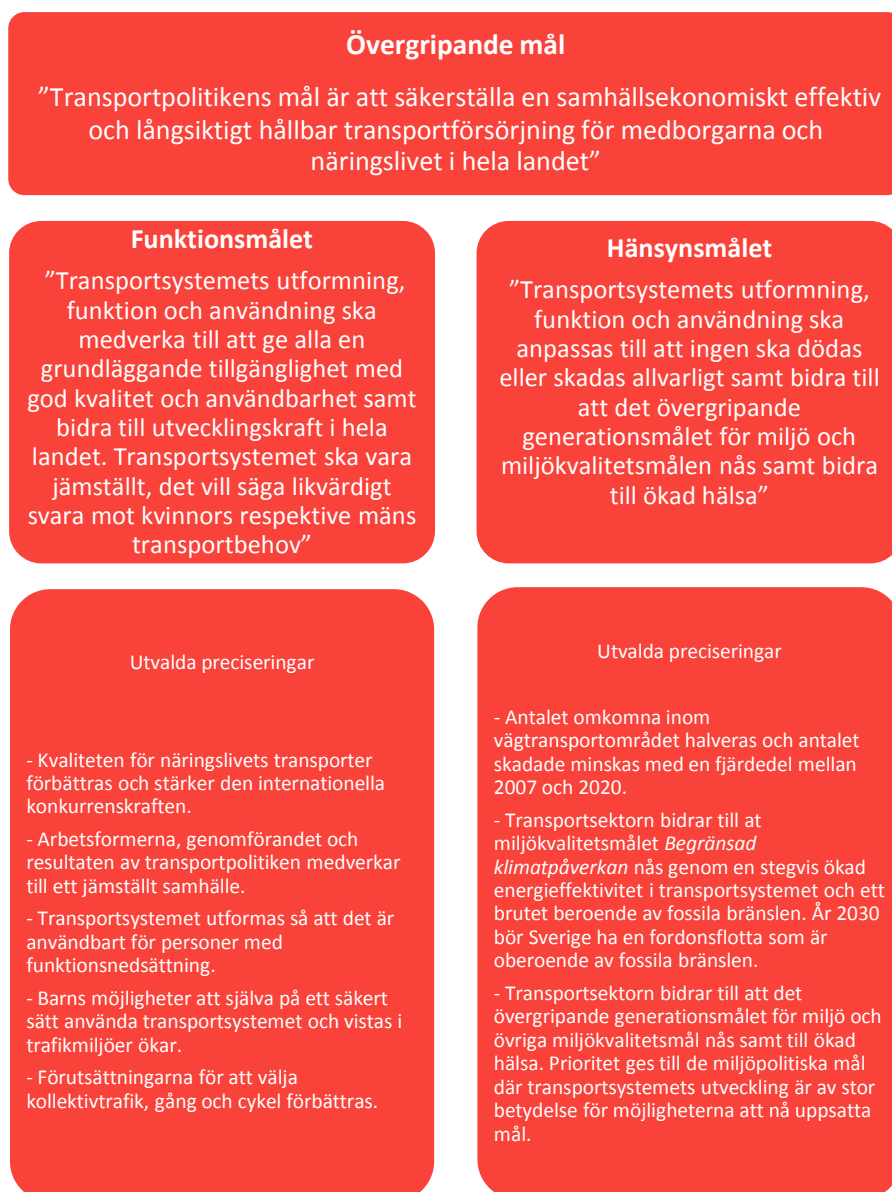 Övergripande mål
”Transportpolitikens mål är att säkerställa en samhällsekonomiskt effektiv
och långsiktigt hållbar transportförsörjning för medborgarna och
näringslivet i hela landet”
Funktionsmålet
”Transportsystemets utformning,
funktion och användning ska
medverka till att ge alla en
grundläggande tillgänglighet med
god kvalitet och användbarhet samt
bidra till utvecklingskraft i hela
landet. Transportsystemet ska vara
jämställt, det vill säga likvärdigt
svara mot kvinnors respektive mäns
transportbehov”
Hänsynsmålet
”Transportsystemets utformning,
funktion och användning ska
anpassas till att ingen ska dödas
eller skadas allvarligt samt bidra till
att det övergripande
generationsmålet för miljö och
miljökvalitetsmålen nås samt bidra
till ökad hälsa”
Utvalda preciseringar
- Kvaliteten för näringslivets transporter
förbättras och stärker den internationella
konkurrenskraften.
- Arbetsformerna, genomförandet och
resultaten av transportpolitiken medverkar
till ett jämställt samhälle.
- Transportsystemet utformas så att det är
användbart för personer med
funktionsnedsättning.
- Barns möjligheter att själva på ett säkert
sätt använda transportsystemet och vistas i
trafikmiljöer ökar.
- Förutsättningarna för att välja
kollektivtrafik, gång och cykel förbättras.
Utvalda preciseringar
- Antalet omkomna inom
vägtransportområdet halveras och antalet
skadade minskas med en fjärdedel mellan
2007 och 2020.
- Transportsektorn bidrar till at
miljökvalitetsmålet Begränsad
klimatpåverkan nås genom en stegvis ökad
energieffektivitet i transportsystemet och ett
brutet beroende av fossila bränslen. År 2030
bör Sverige ha en fordonsflotta som är
oberoende av fossila bränslen.
- Transportsektorn bidrar till att det
övergripande generationsmålet för miljö och
övriga miljökvalitetsmål nås samt till ökad
hälsa. Prioritet ges till de miljöpolitiska mål
där transportsystemets utveckling är av stor
betydelse för möjligheterna att nå uppsatta
mål.